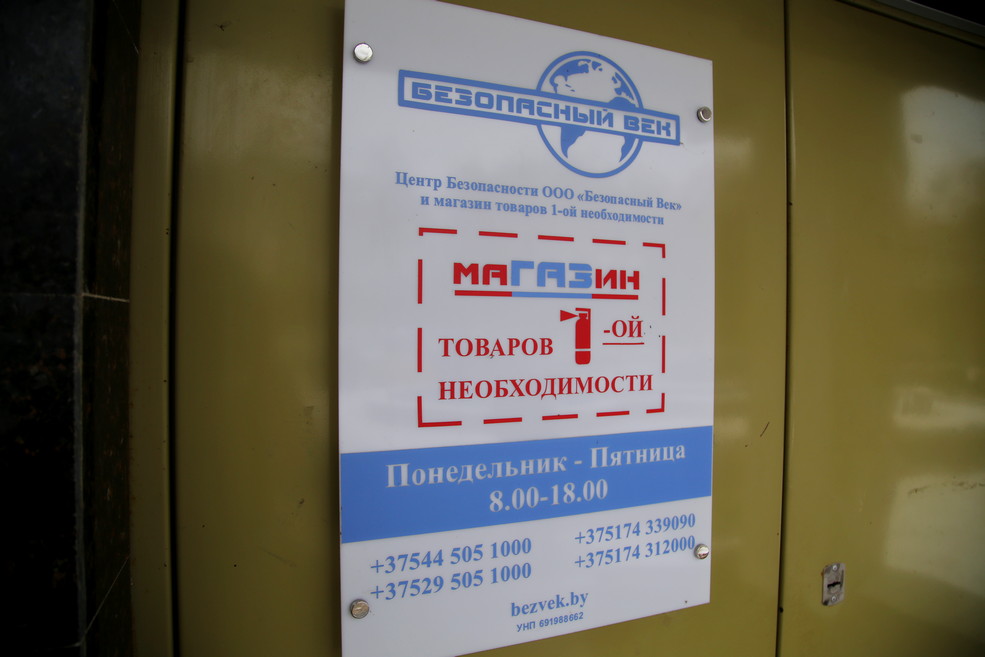 БЕЗОПАСНЫЙ ВЕК
Центр Безопасности ООО «Безопасный Век»
и магазин товаров 1-ой необходимости
маГАЗин
ТОВАРОВ -ОЙ
НЕОБХОДИМОСТИ
Понедельник - Пятница
8.00-18.00
+37544 505 1000 +375174 339090
+37529 505 1000 +375174 312000
bezvek.by
УНП 691988662